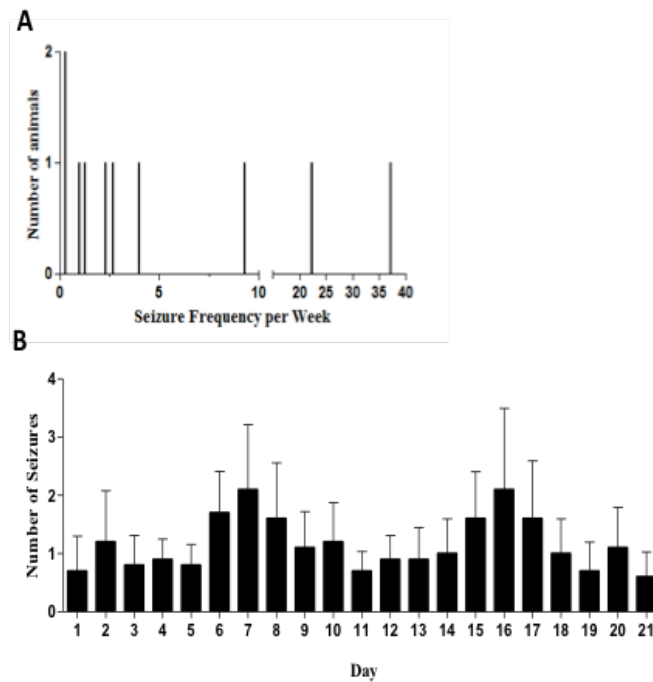 A
Number of animals
2
1
0
0 5 10 20 25 30 35 40
Seizure Frequency per Week
B
Number of Seizures
4
3
2
1
0
1 2 3 4 5 6 7 8 9 10 11 12 13 14 15 16 17 18 19 20 21
Day